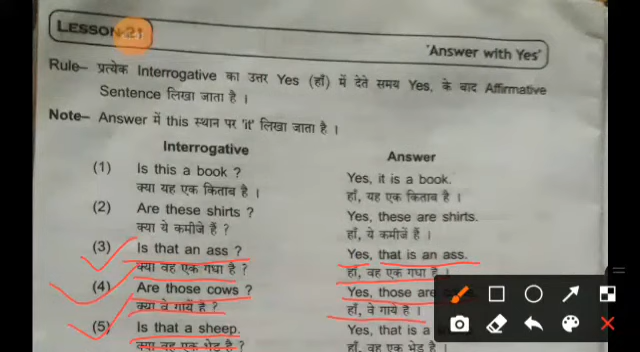 LESSON-21
'Answer with Yes'
Rule– प्रत्येक Interrogative का उत्तर Yes (हाँ) में देते समय Yes, के बाद Affirmative
Sentence लिखा जाता है ।
Note– Answer में this स्थान पर 'it' लिखा जाता है ।
Interrogative Answer
(1) Is this a book ? Yes, it is a book.
क्या यह एक किताब है । हाँ, यह एक किताब है ।
(2) Are these shirts ? Yes, these are shirts.
क्या ये कमीजे हैं ? हाँ, ये कमीजें हैं ।
(3) Is that an ass ? Yes, that is an ass.
क्या वह एक गधा है ? हाँ, वह एक गधा है ।
(4) Are those cows ? Yes, those are
क्या वे गायें है ? हाँ, वे गायें है ।
(5) Is that a sheep. Yes, that is a
क्या वह एक भेड़ है ? हाँ, वह एक भेड़ है ।